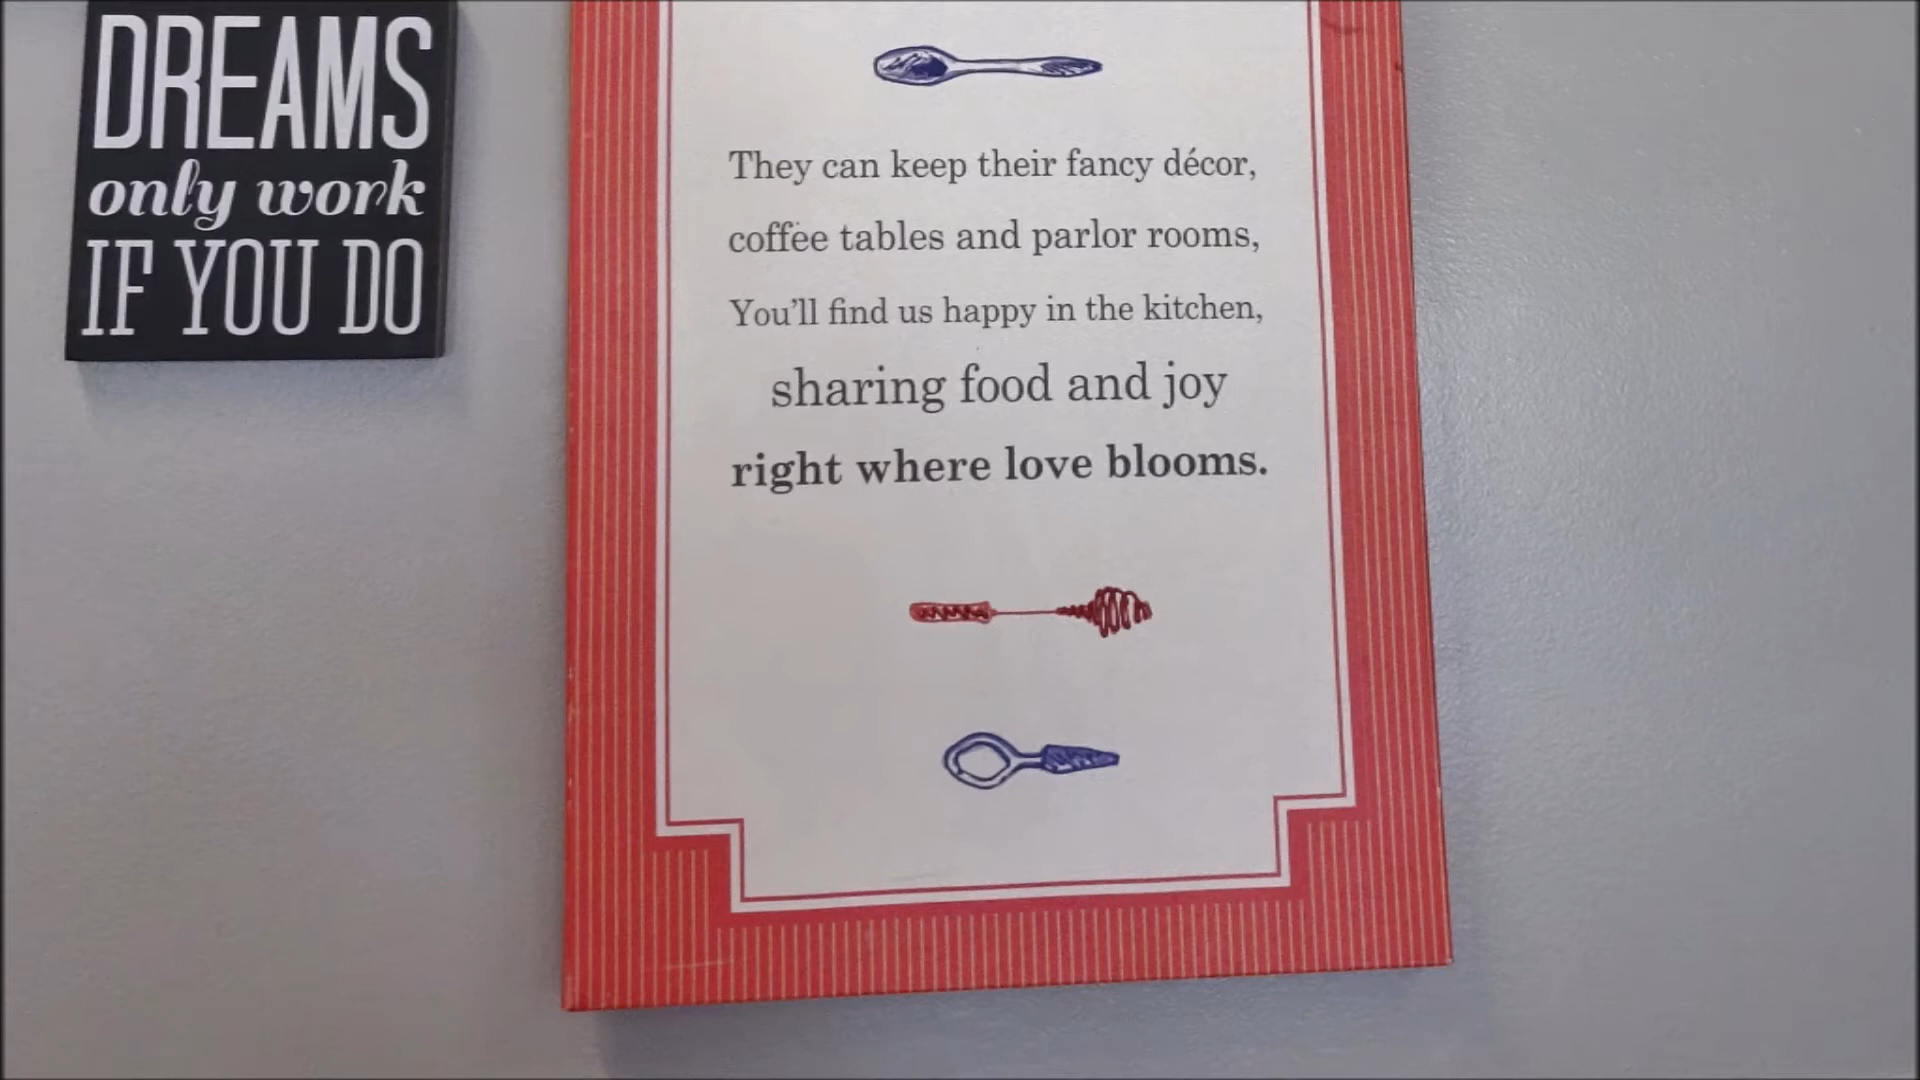 DREAMS
only work
IF YOU DO
They can keep their fancy décor,
coffee tables and parlor rooms,
You'll find us happy in the kitchen,
sharing food and joy
right where love blooms.